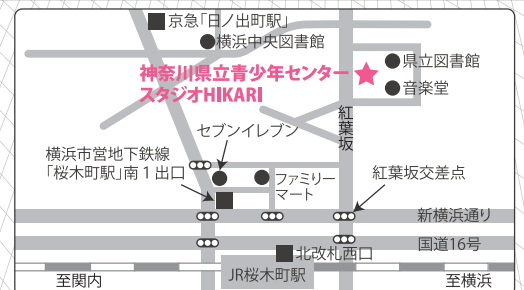 京急「日ノ出町駅」
横浜中央図書館
神奈川県立青少年センター
スタジオHIKARI
県立図書館
音楽堂
紅葉坂
セブンイレブン
横浜市営地下鉄線
「桜木町駅」南1出口
ファミリー
マート
紅葉坂交差点
新横浜通り
国道16号
北改札西口
JR桜木町駅
至関内
至横浜